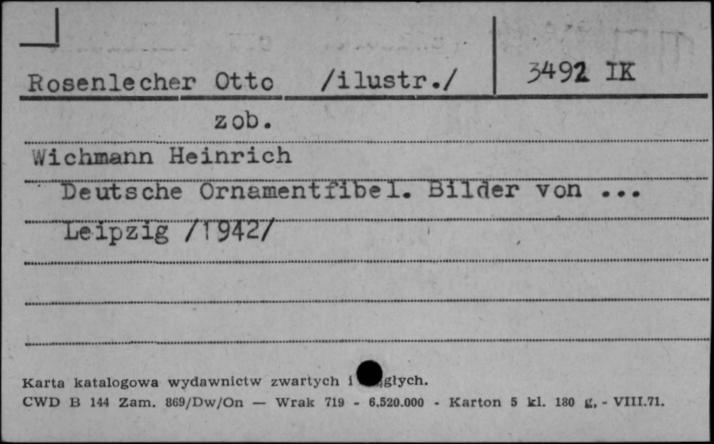 Rosenlecher Otto /ilustr./ 3492 IK
zob.
Wichmann Heinrich
Deutsche Ornamentfibel. Bilder von ...
Leipzig /1942/
Karta katalogowa wydawnictw zwartych i
CWD B 144 Zam. 869/Dw/On — Wrak 719 - 6,520.000 - Karton 5 kl. 180 g, - VIII.71.